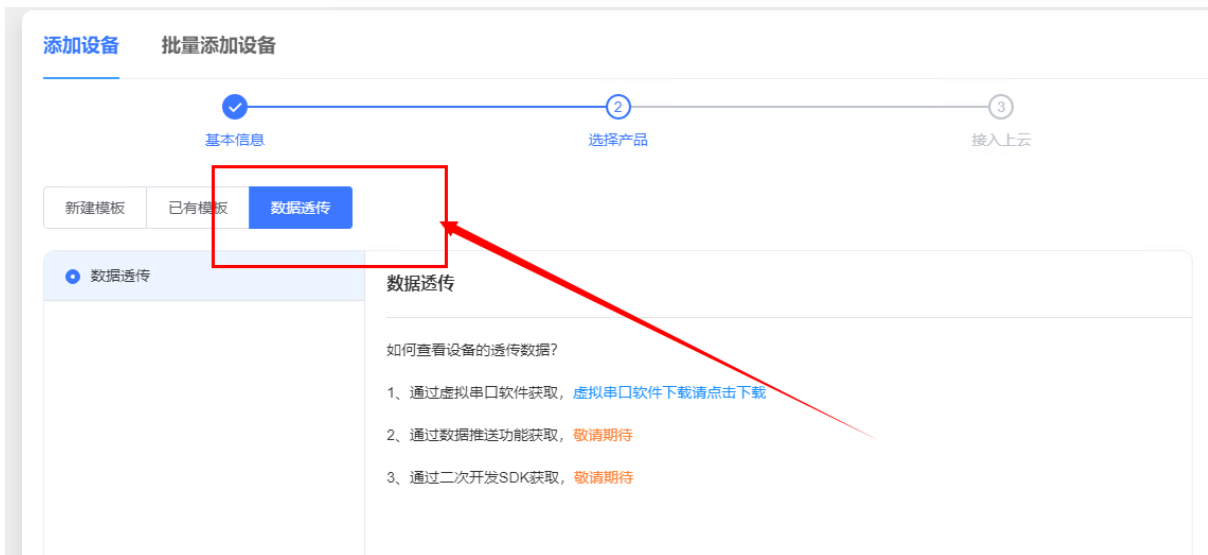 添加设备 批量添加设备
2 3
基本信息 选择产品 接入上云
新建模板 已有模板 数据透传
数据透传
数据透传
如何查看设备的透传数据?
1、通过虚拟串口软件获取，虚拟串口软件下载请点击下载
2、通过数据推送功能获取，敬请期待
3、通过二次开发SDK获取，敬请期待